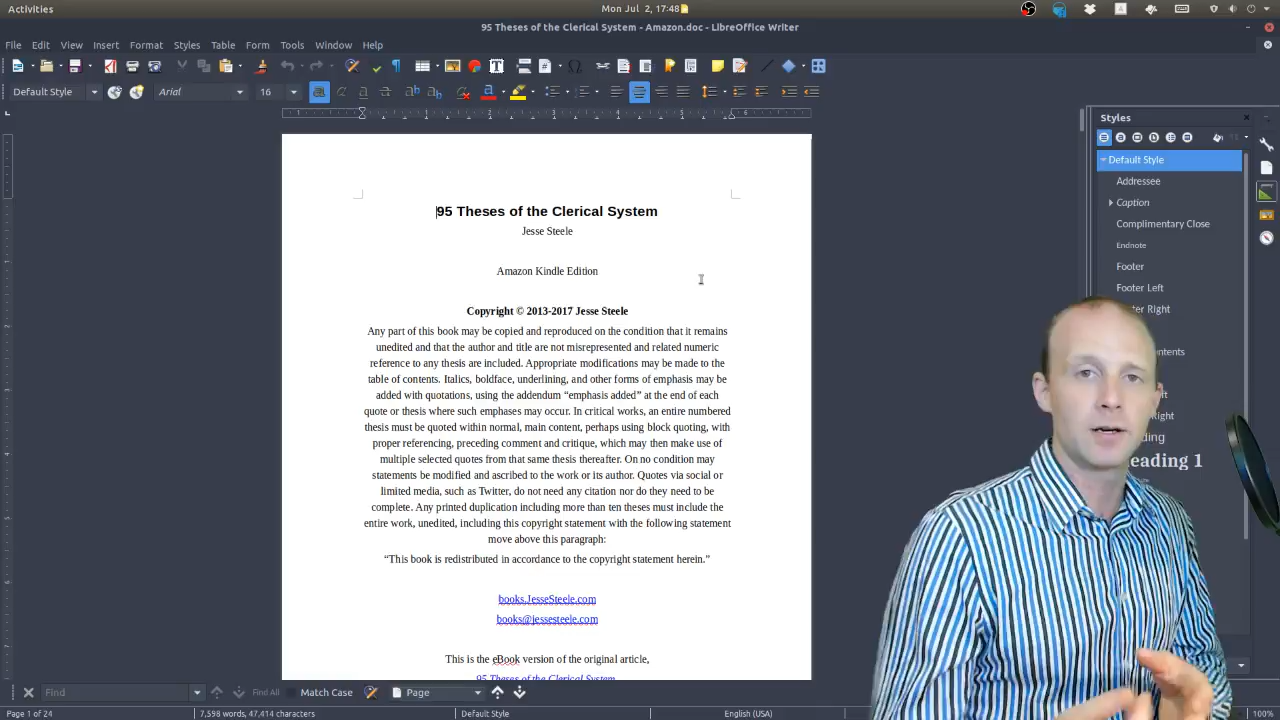 Activities
Mon Jul 2, 17:48
95 Theses of the Clerical System - Amazon.doc - LibreOffice Writer
File Edit View Insert Format Styles Table Form Tools Window Help
Default Style
Arial
16
Styles
Default Style
Addressee
Caption
Complimentary Close
Endnote
Footer
Footer Left
ter Right
Heading 1
95 Theses of the Clerical System
Jesse Steele
Amazon Kindle Edition
Copyright © 2013-2017 Jesse Steele
Any part of this book may be copied and reproduced on the condition that it remains
unedited and that the author and title are not misrepresented and related numeric
reference to any thesis are included. Appropriate modifications may be made to the
table of contents. Italics, boldface, underlining, and other forms of emphasis may be
added with quotations, using the addendum “emphasis added” at the end of each
quote or thesis where such emphases may occur. In critical works, an entire numbered
thesis must be quoted within normal, main content, perhaps using block quoting, with
proper referencing, preceding comment and critique, which may then make use of
multiple selected quotes from that same thesis thereafter. On no condition may
statements be modified and ascribed to the work or its author. Quotes via social or
limited media, such as Twitter, do not need any citation nor do they need to be
complete. Any printed duplication including more than ten theses must include the
entire work, unedited, including this copyright statement with the following statement
move above this paragraph:
“This book is redistributed in accordance to the copyright statement herein.”
books.JesseSteele.com
books@jessesteele.com
This is the eBook version of the original article,
95 Theses of the Clerical System
Find
Find All
Match Case
Page
Page 1 of 24
7,598 words, 47,414 characters
Default Style
English (USA)
100%